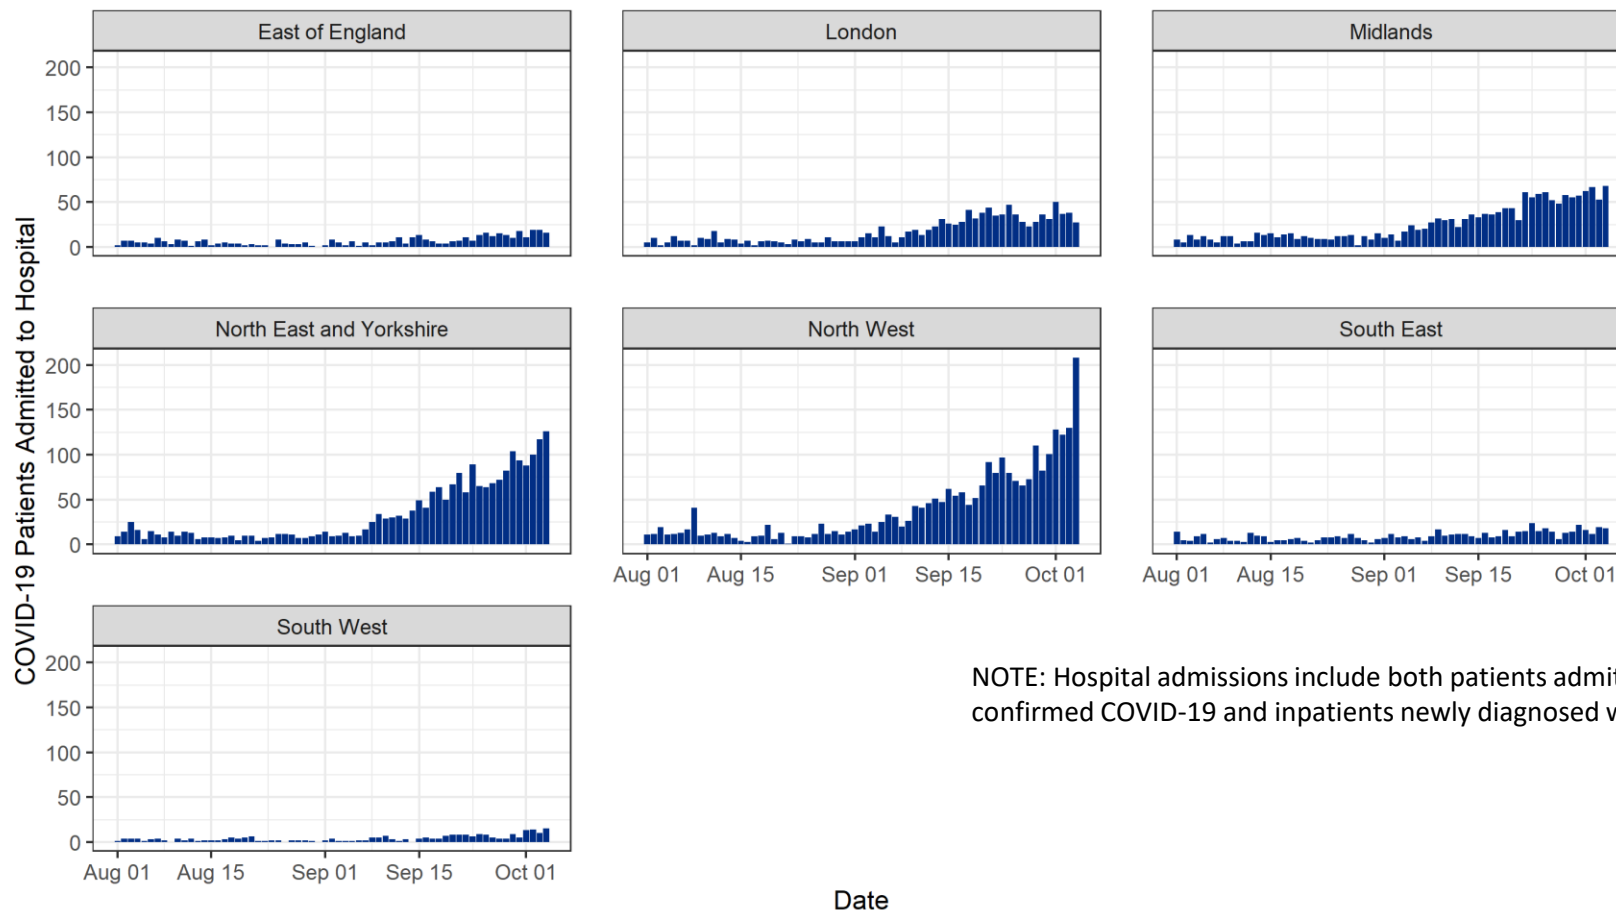 East of England
London
Midlands
200
150
100
50
0
North East and Yorkshire
North West
South East
200
150
100
50
0
Aug 01 Aug 15 Sep 01 Sep 15 Oct 01
Aug 01 Aug 15 Sep 01 Sep 15 Oct 01
South West
200
150
100
50
0
Aug 01 Aug 15 Sep 01 Sep 15 Oct 01
COVID-19 Patients Admitted to Hospital
NOTE: Hospital admissions include both patients admit
confirmed COVID-19 and inpatients newly diagnosed w
Date